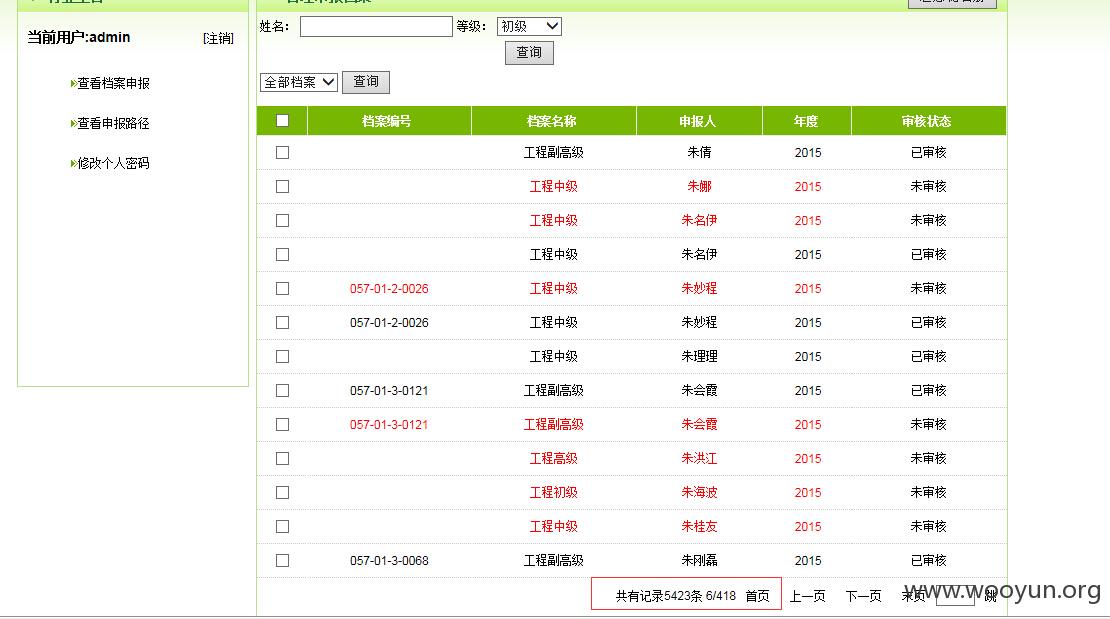 当前用户:admin [注销]
查看档案申报
查看申报路径
修改个人密码
姓名： 等级： 初级
查询
全部档案 查询
档案编号 档案名称 申报人 年度 审核状态
工程副高级 朱倩 2015 已审核
工程中级 朱娜 2015 未审核
工程中级 朱名伊 2015 未审核
工程中级 朱名伊 2015 已审核
057-01-2-0026 工程中级 朱妙程 2015 未审核
057-01-2-0026 工程中级 朱妙程 2015 已审核
工程中级 朱理理 2015 已审核
057-01-3-0121 工程副高级 朱会霞 2015 已审核
057-01-3-0121 工程副高级 朱会霞 2015 未审核
工程高级 朱洪江 2015 未审核
工程初级 朱海波 2015 未审核
工程中级 朱桂友 2015 未审核
057-01-3-0068 工程副高级 朱刚磊 2015 已审核
共有记录5423条 6/418 首页 上一页 下一页 末页 跳
www.wooyun.org